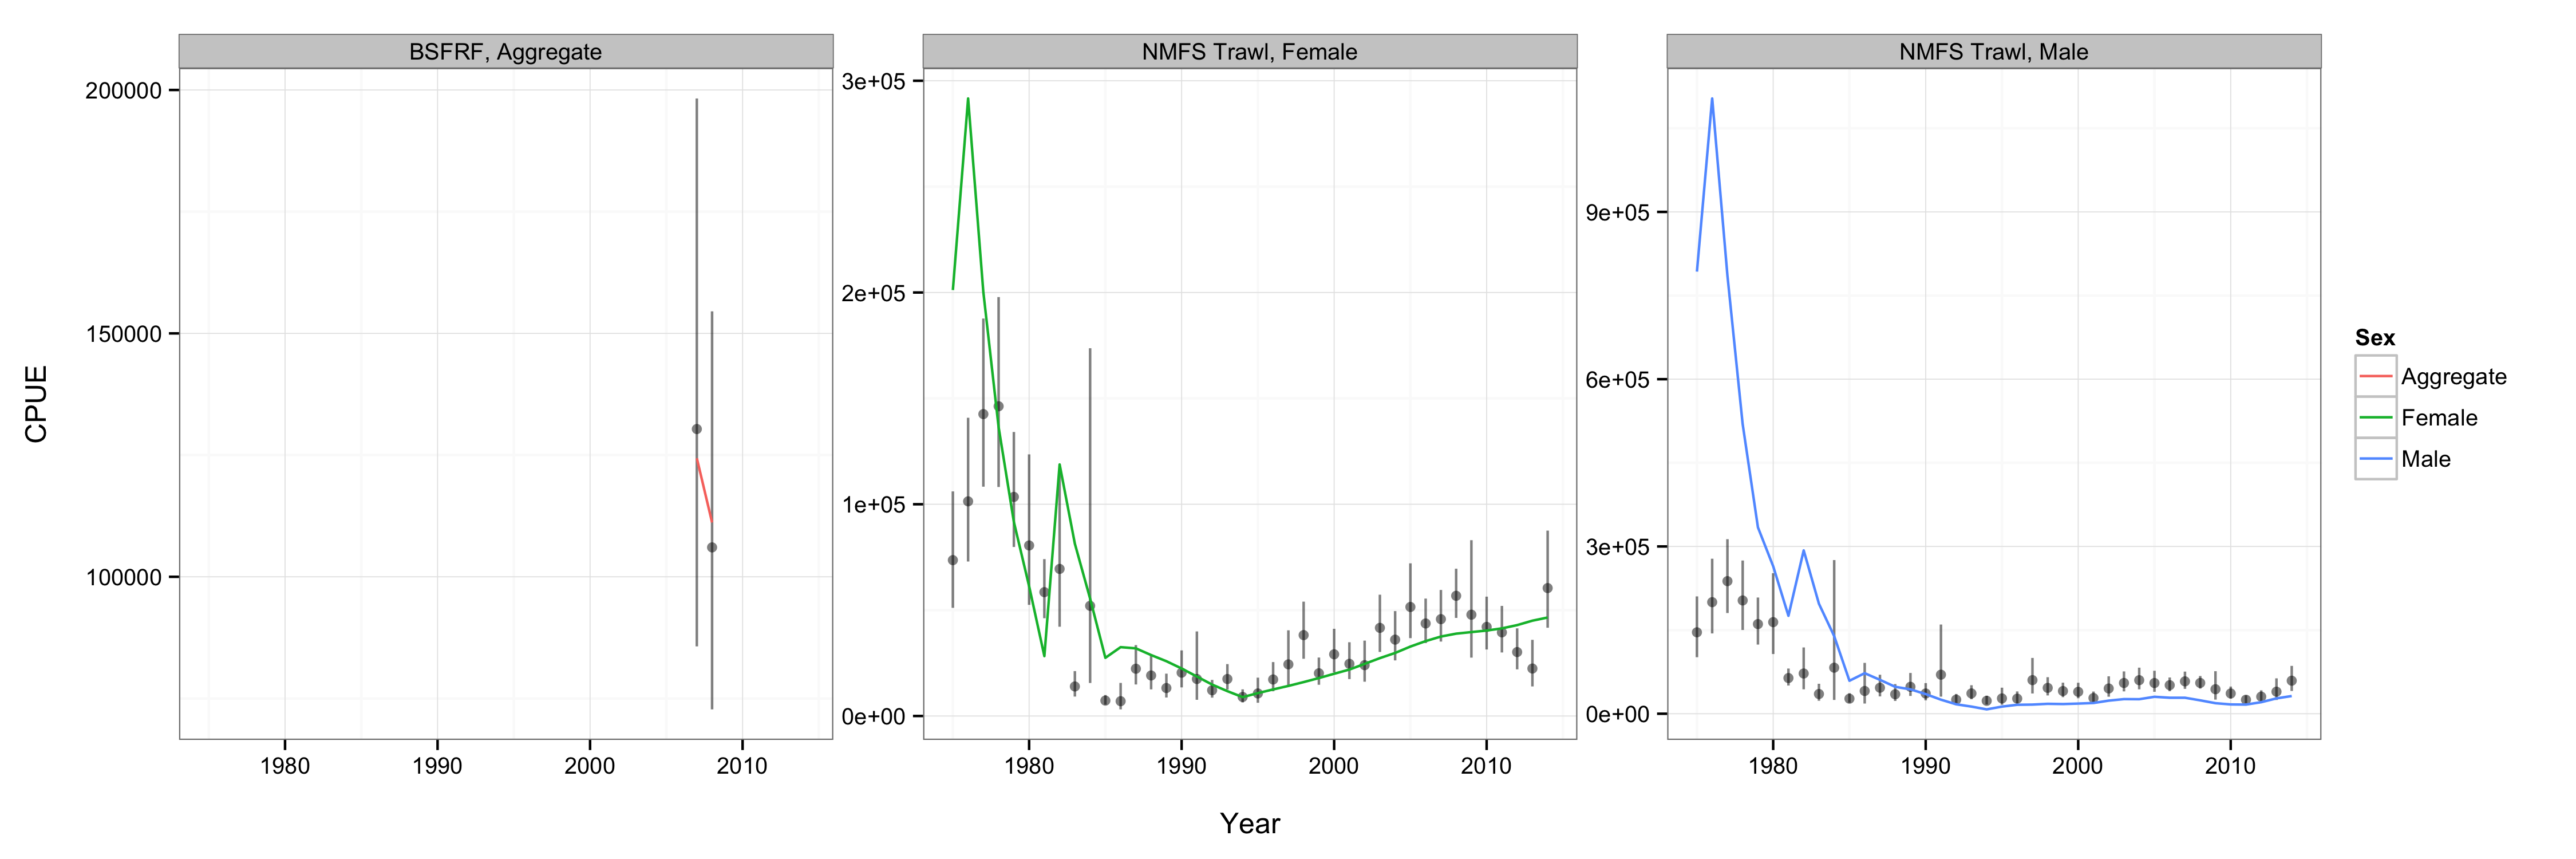 BSFRF, Aggregate
NMFS Trawl, Female
NMFS Trawl, Male
CPUE
200000
150000
100000
3e+05
2e+05
1e+05
0e+00
9e+05
6e+05
3e+05
0e+00
1980 1990 2000 2010
1980 1990 2000 2010
1980 1990 2000 2010
Year
Sex
Aggregate
Female
Male